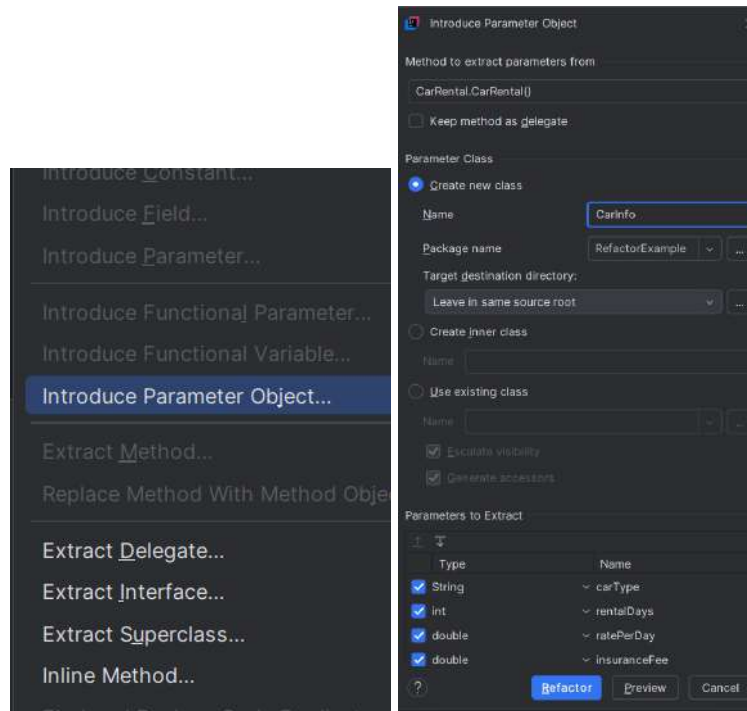 Introduce Constant...
Introduce Field...
Introduce Parameter...
Introduce Functional Parameter...
Introduce Functional Variable...
Introduce Parameter Object...
Extract Method...
Replace Method With Method Obje
Extract Delegate...
Extract Interface...
Extract Superclass...
Inline Method...
Introduce Parameter Object
Method to extract parameters from
CarRental.CarRental()
Keep method as delegate
Parameter Class
Create new class
Name CarInfo
Package name RefactorExample ...
Target destination directory:
Leave in same source root ...
Create inner class
Name
Use existing class
Name
Escalate visibility
Generate accessors
Parameters to Extract
Type Name
String carType
int rentalDays
double ratePerDay
double insuranceFee
? Refactor Preview Cancel